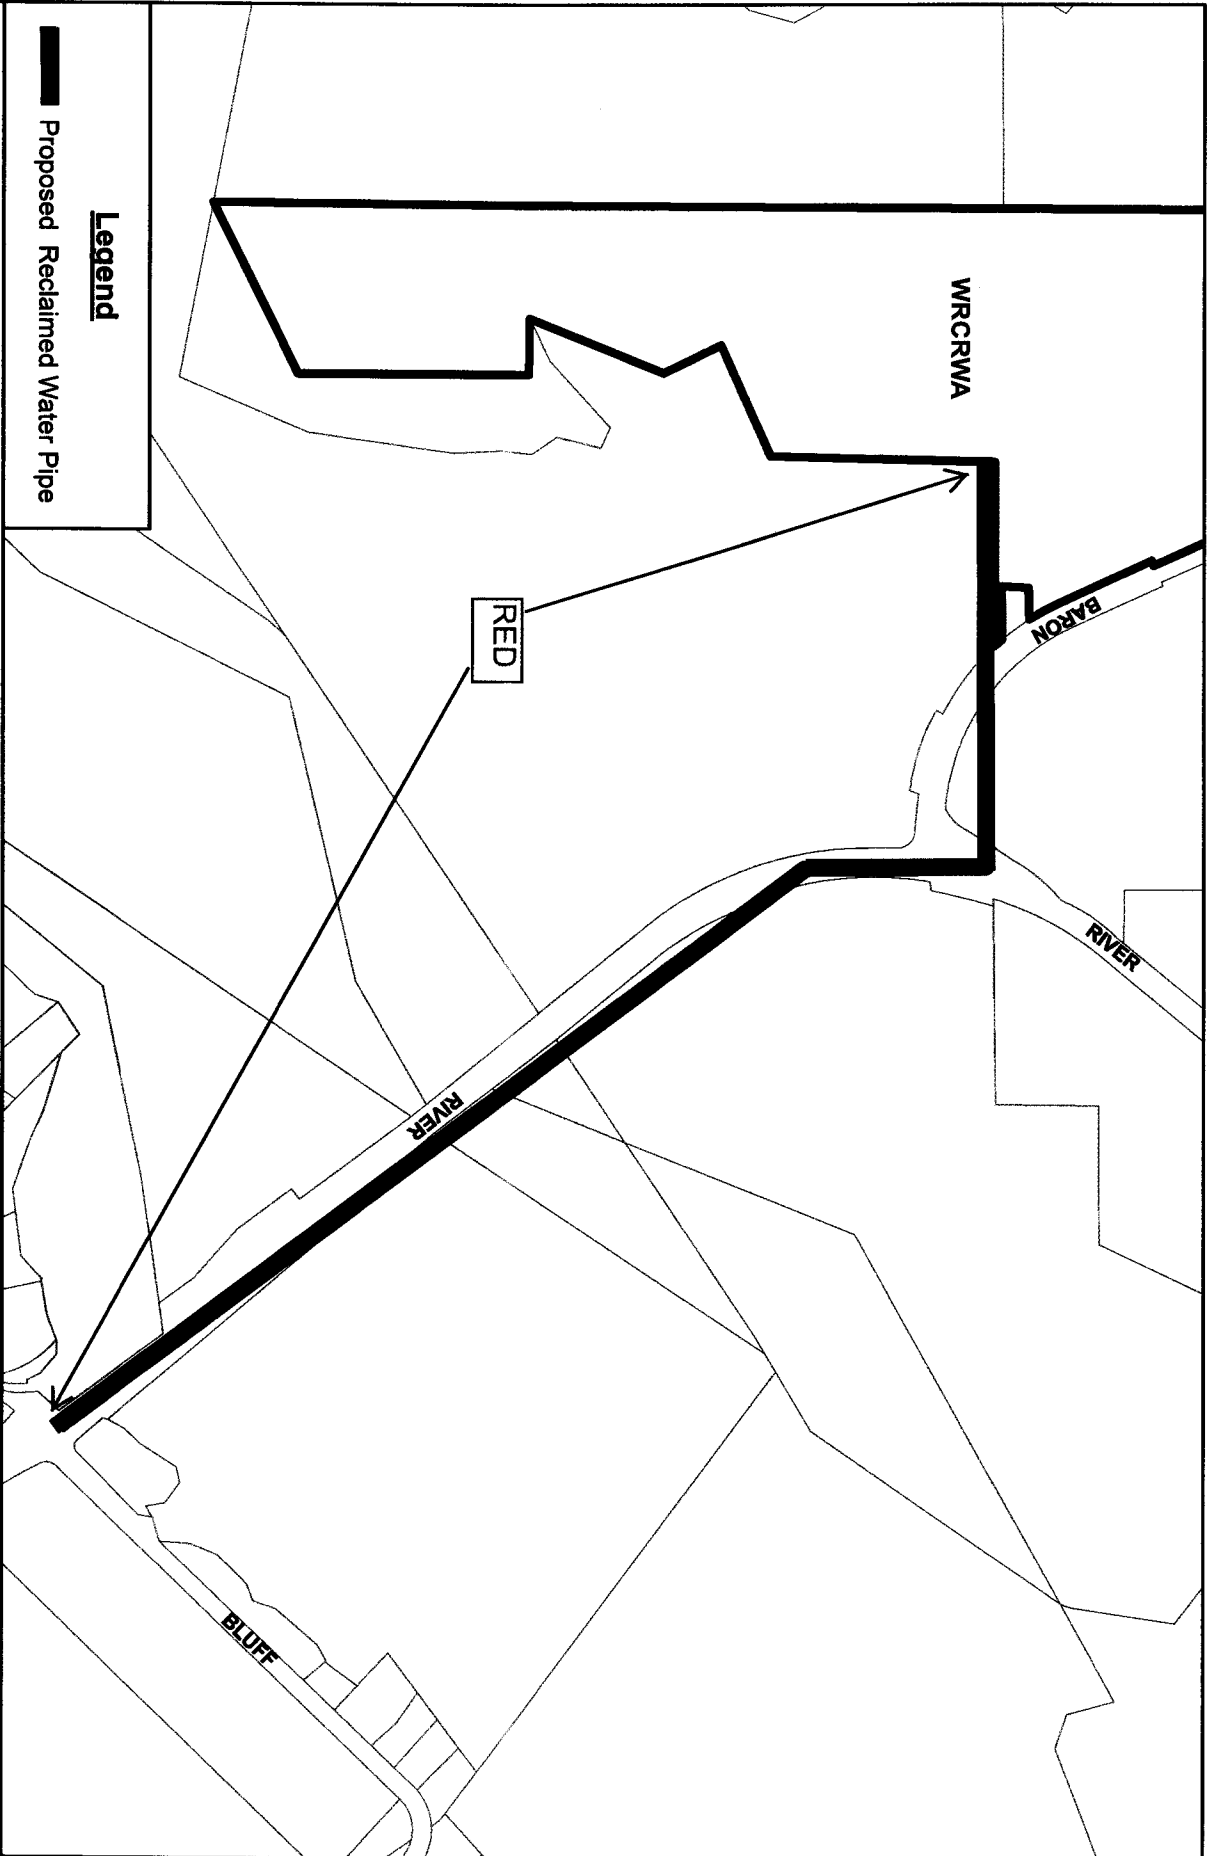 WRCRWA
BARON
RIVER
RED
RIVER
BLUFF
Legend
Proposed Reclaimed Water Pipe